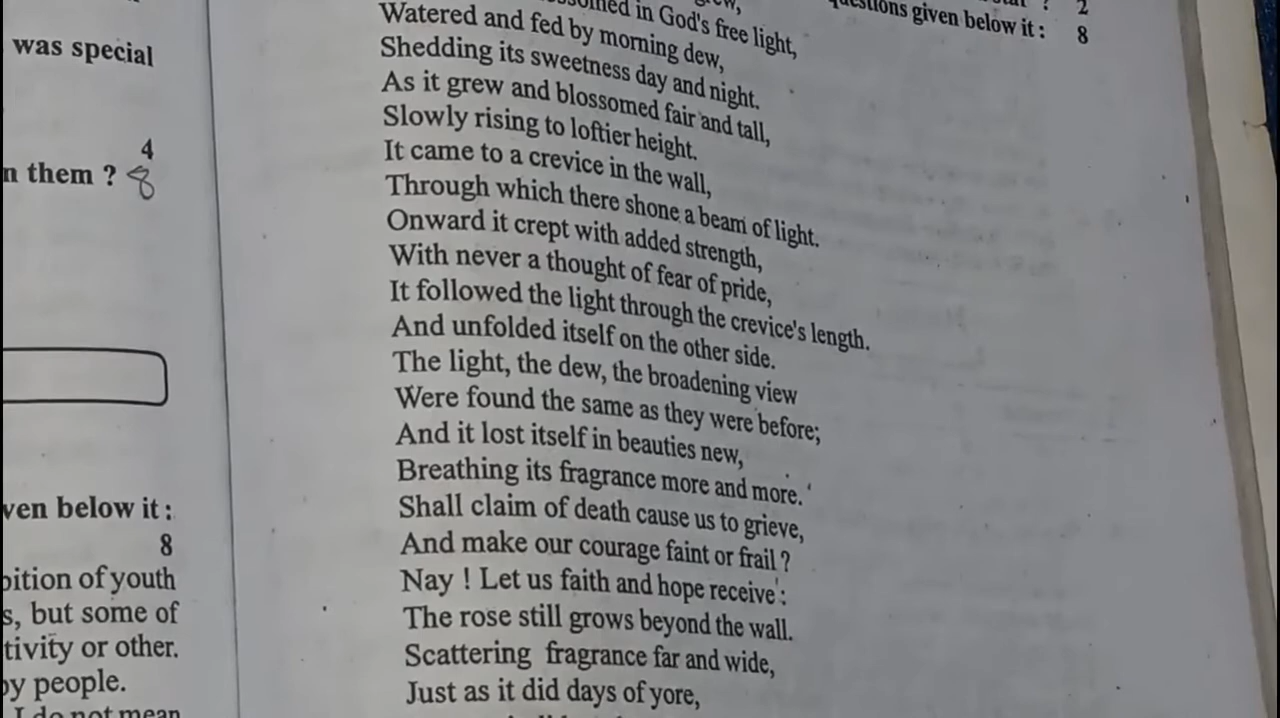 was special
4
n them ? 8
ven below it :
8
of youth
s, but some of
tivity or other.
by people.
I do not mean
questions given below it : 8
2
in God's free light,
Watered and fed by morning dew,
Shedding its sweetness day and night.
As it grew and blossomed fair and tall,
Slowly rising to loftier height.
It came to a crevice in the wall,
Through which there shone a beam of light.
Onward it crept with added strength,
With never a thought of fear of pride,
It followed the light through the crevice's length.
And unfolded itself on the other side.
The light, the dew, the broadening view
Were found the same as they were before;
And it lost itself in beauties new,
Breathing its fragrance more and more.
Shall claim of death cause us to grieve,
And make our courage faint or frail ?
Nay ! Let us faith and hope receive :
The rose still grows beyond the wall.
Scattering fragrance far and wide,
Just as it did days of yore,